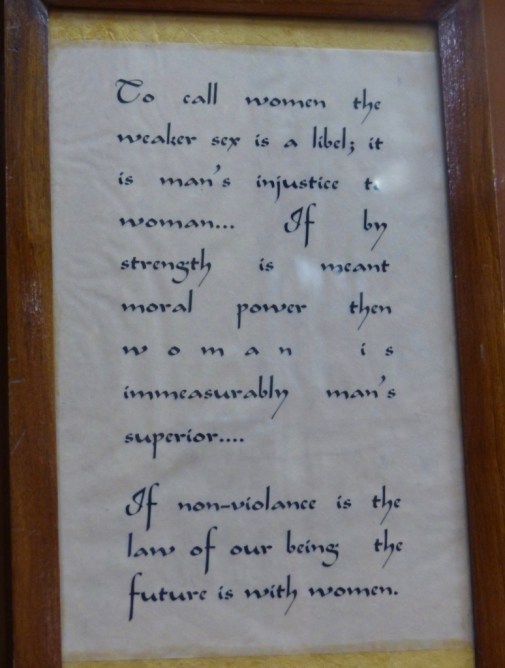 To call women the
weaker sex is a libel; it
is man's injustice to
woman... If by
strength is meant
moral power then
woman is
immeasurably man's
superior....
If non-violance is the
law of our being the
future is with women.